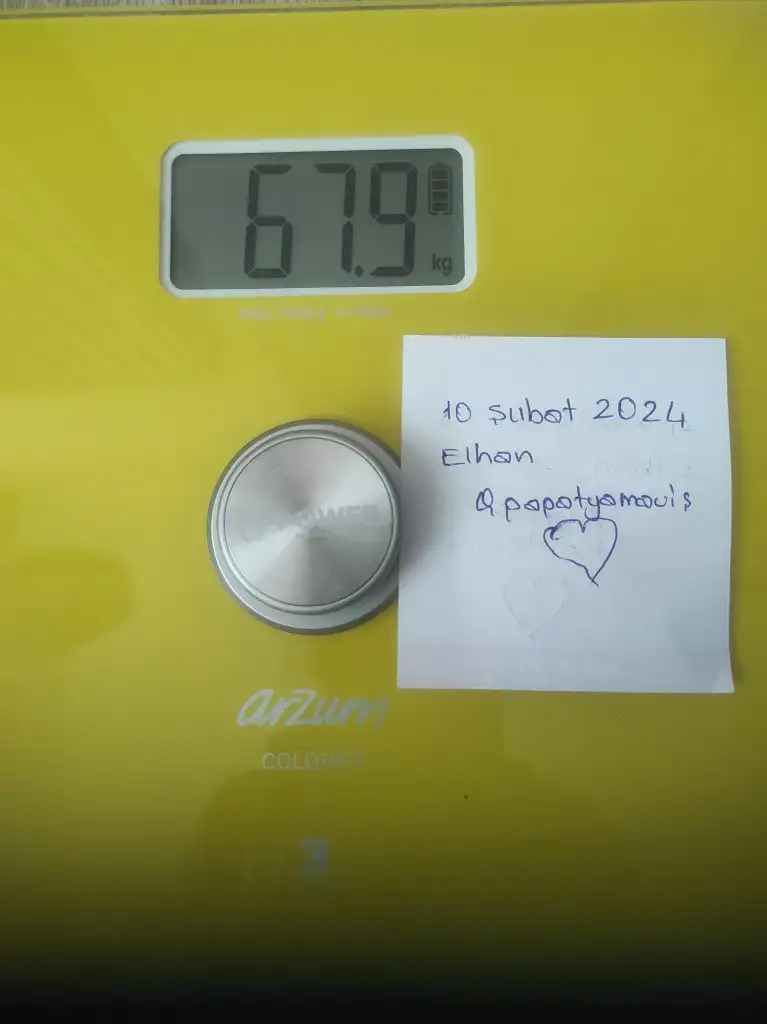 67.9
kg
10 Şubat 2024
Elhan
@papatyamavis
arzum